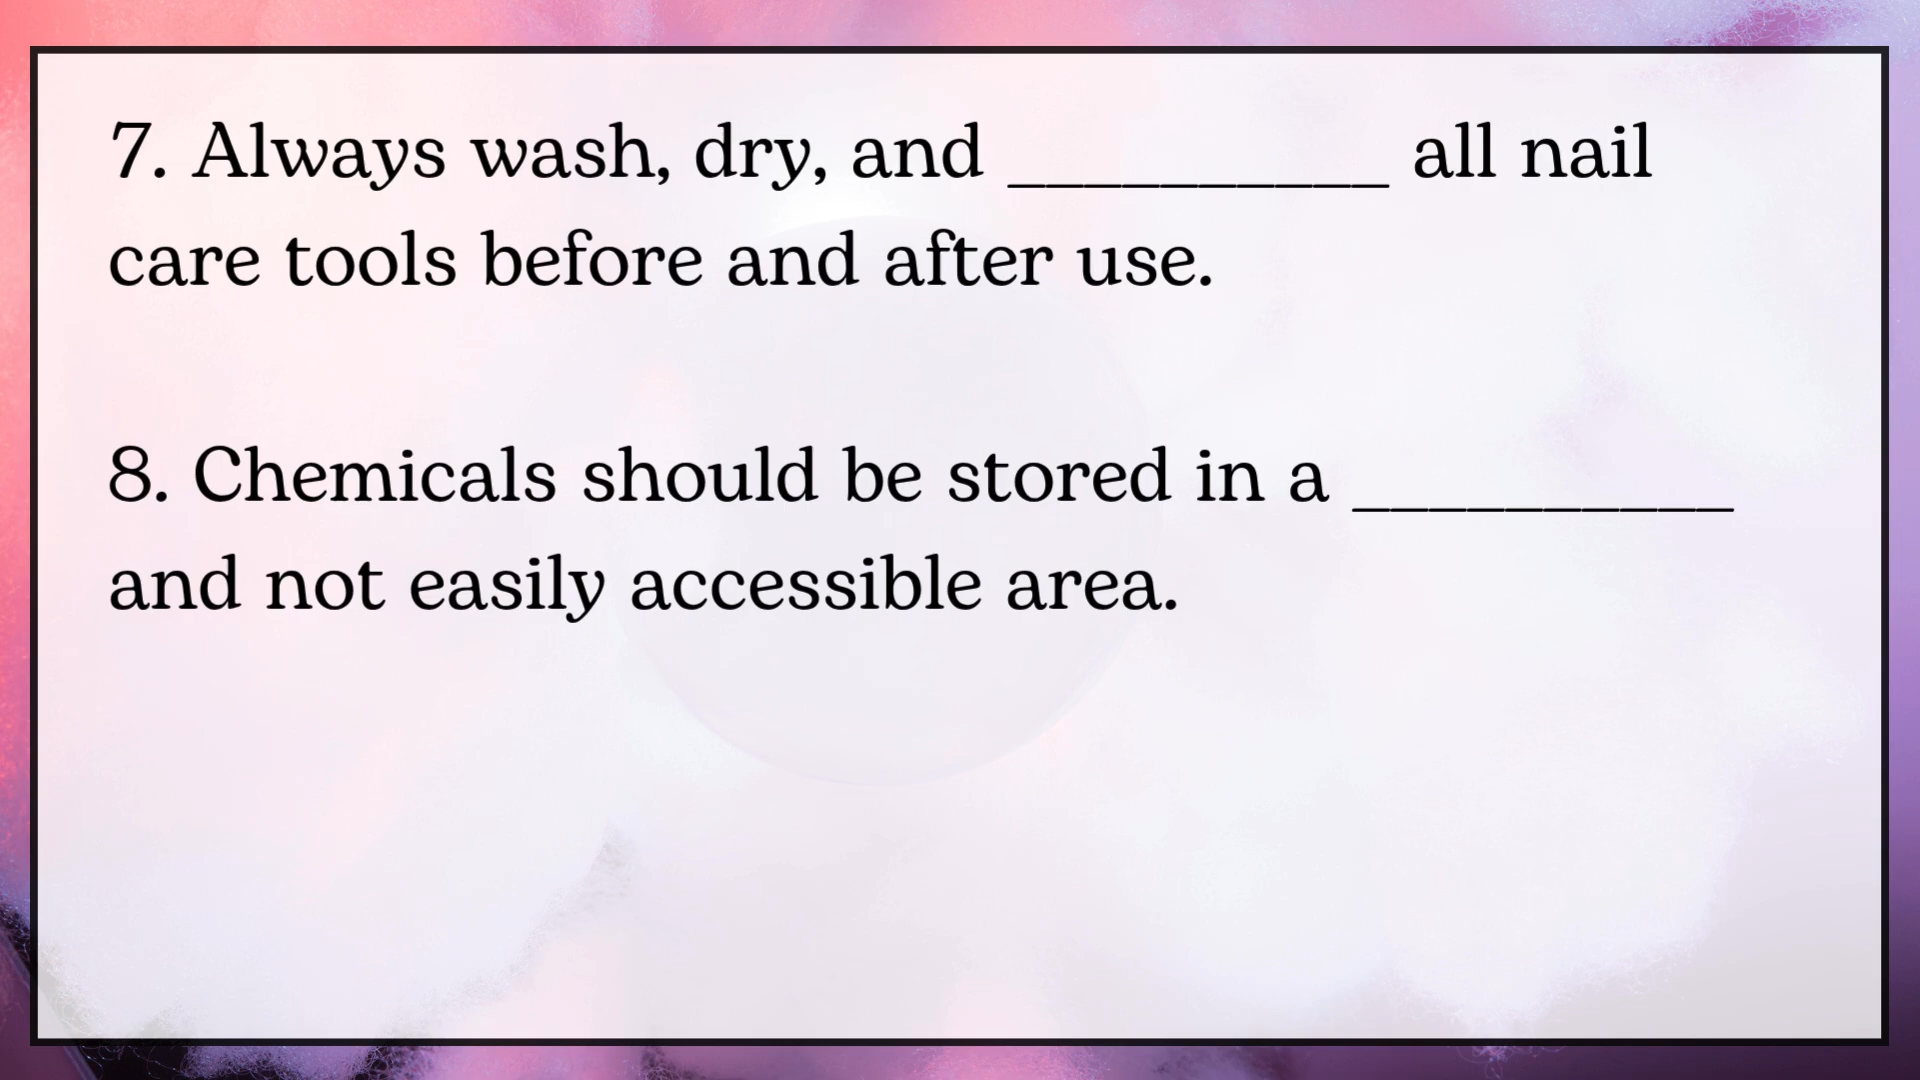 7. Always wash, dry, and __________ all nail
care tools before and after use.
8. Chemicals should be stored in a __________
and not easily accessible area.